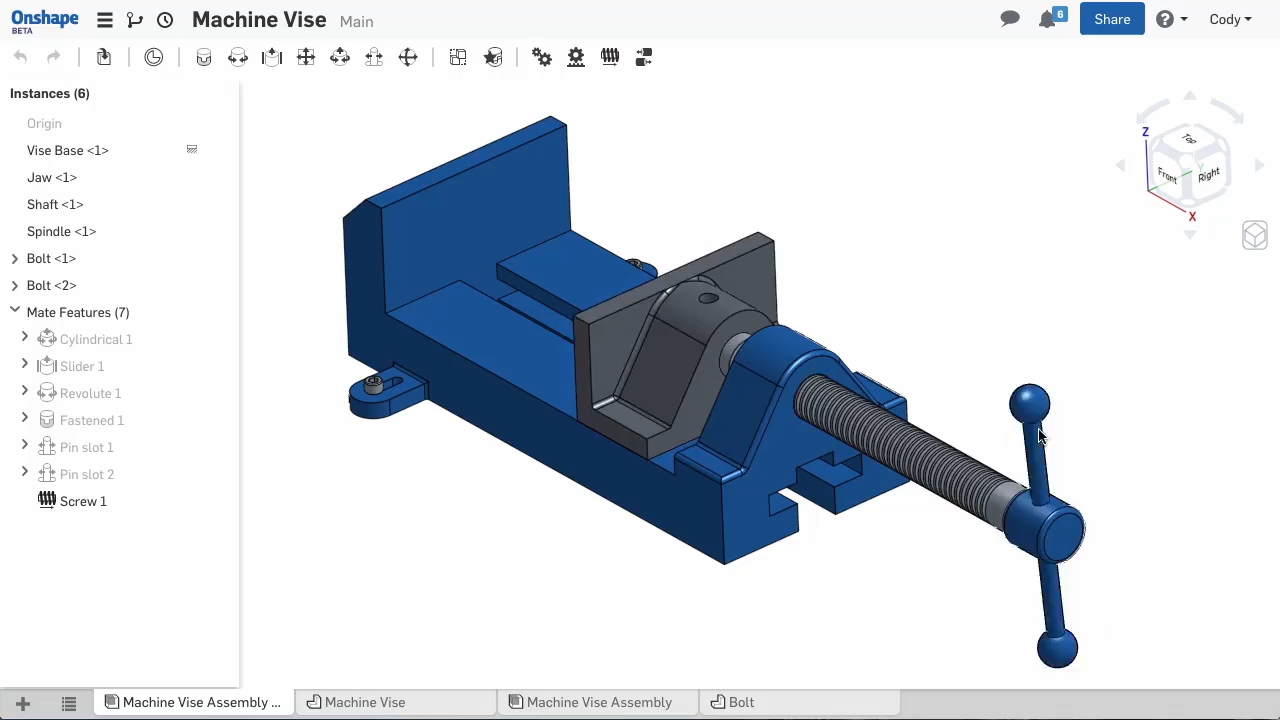 Onshape
BETA
Machine Vise Main
6
Share
?
Cody
Instances (6)
Origin
Vise Base <1>
Jaw <1>
Shaft <1>
Spindle <1>
Bolt <1>
Bolt <2>
Mate Features (7)
Cylindrical 1
Slider 1
Revolute 1
Fastened 1
Pin slot 1
Pin slot 2
Screw 1
Z
Top
Front
Y
Right
X
Machine Vise Assembly ...
Machine Vise
Machine Vise Assembly
Bolt